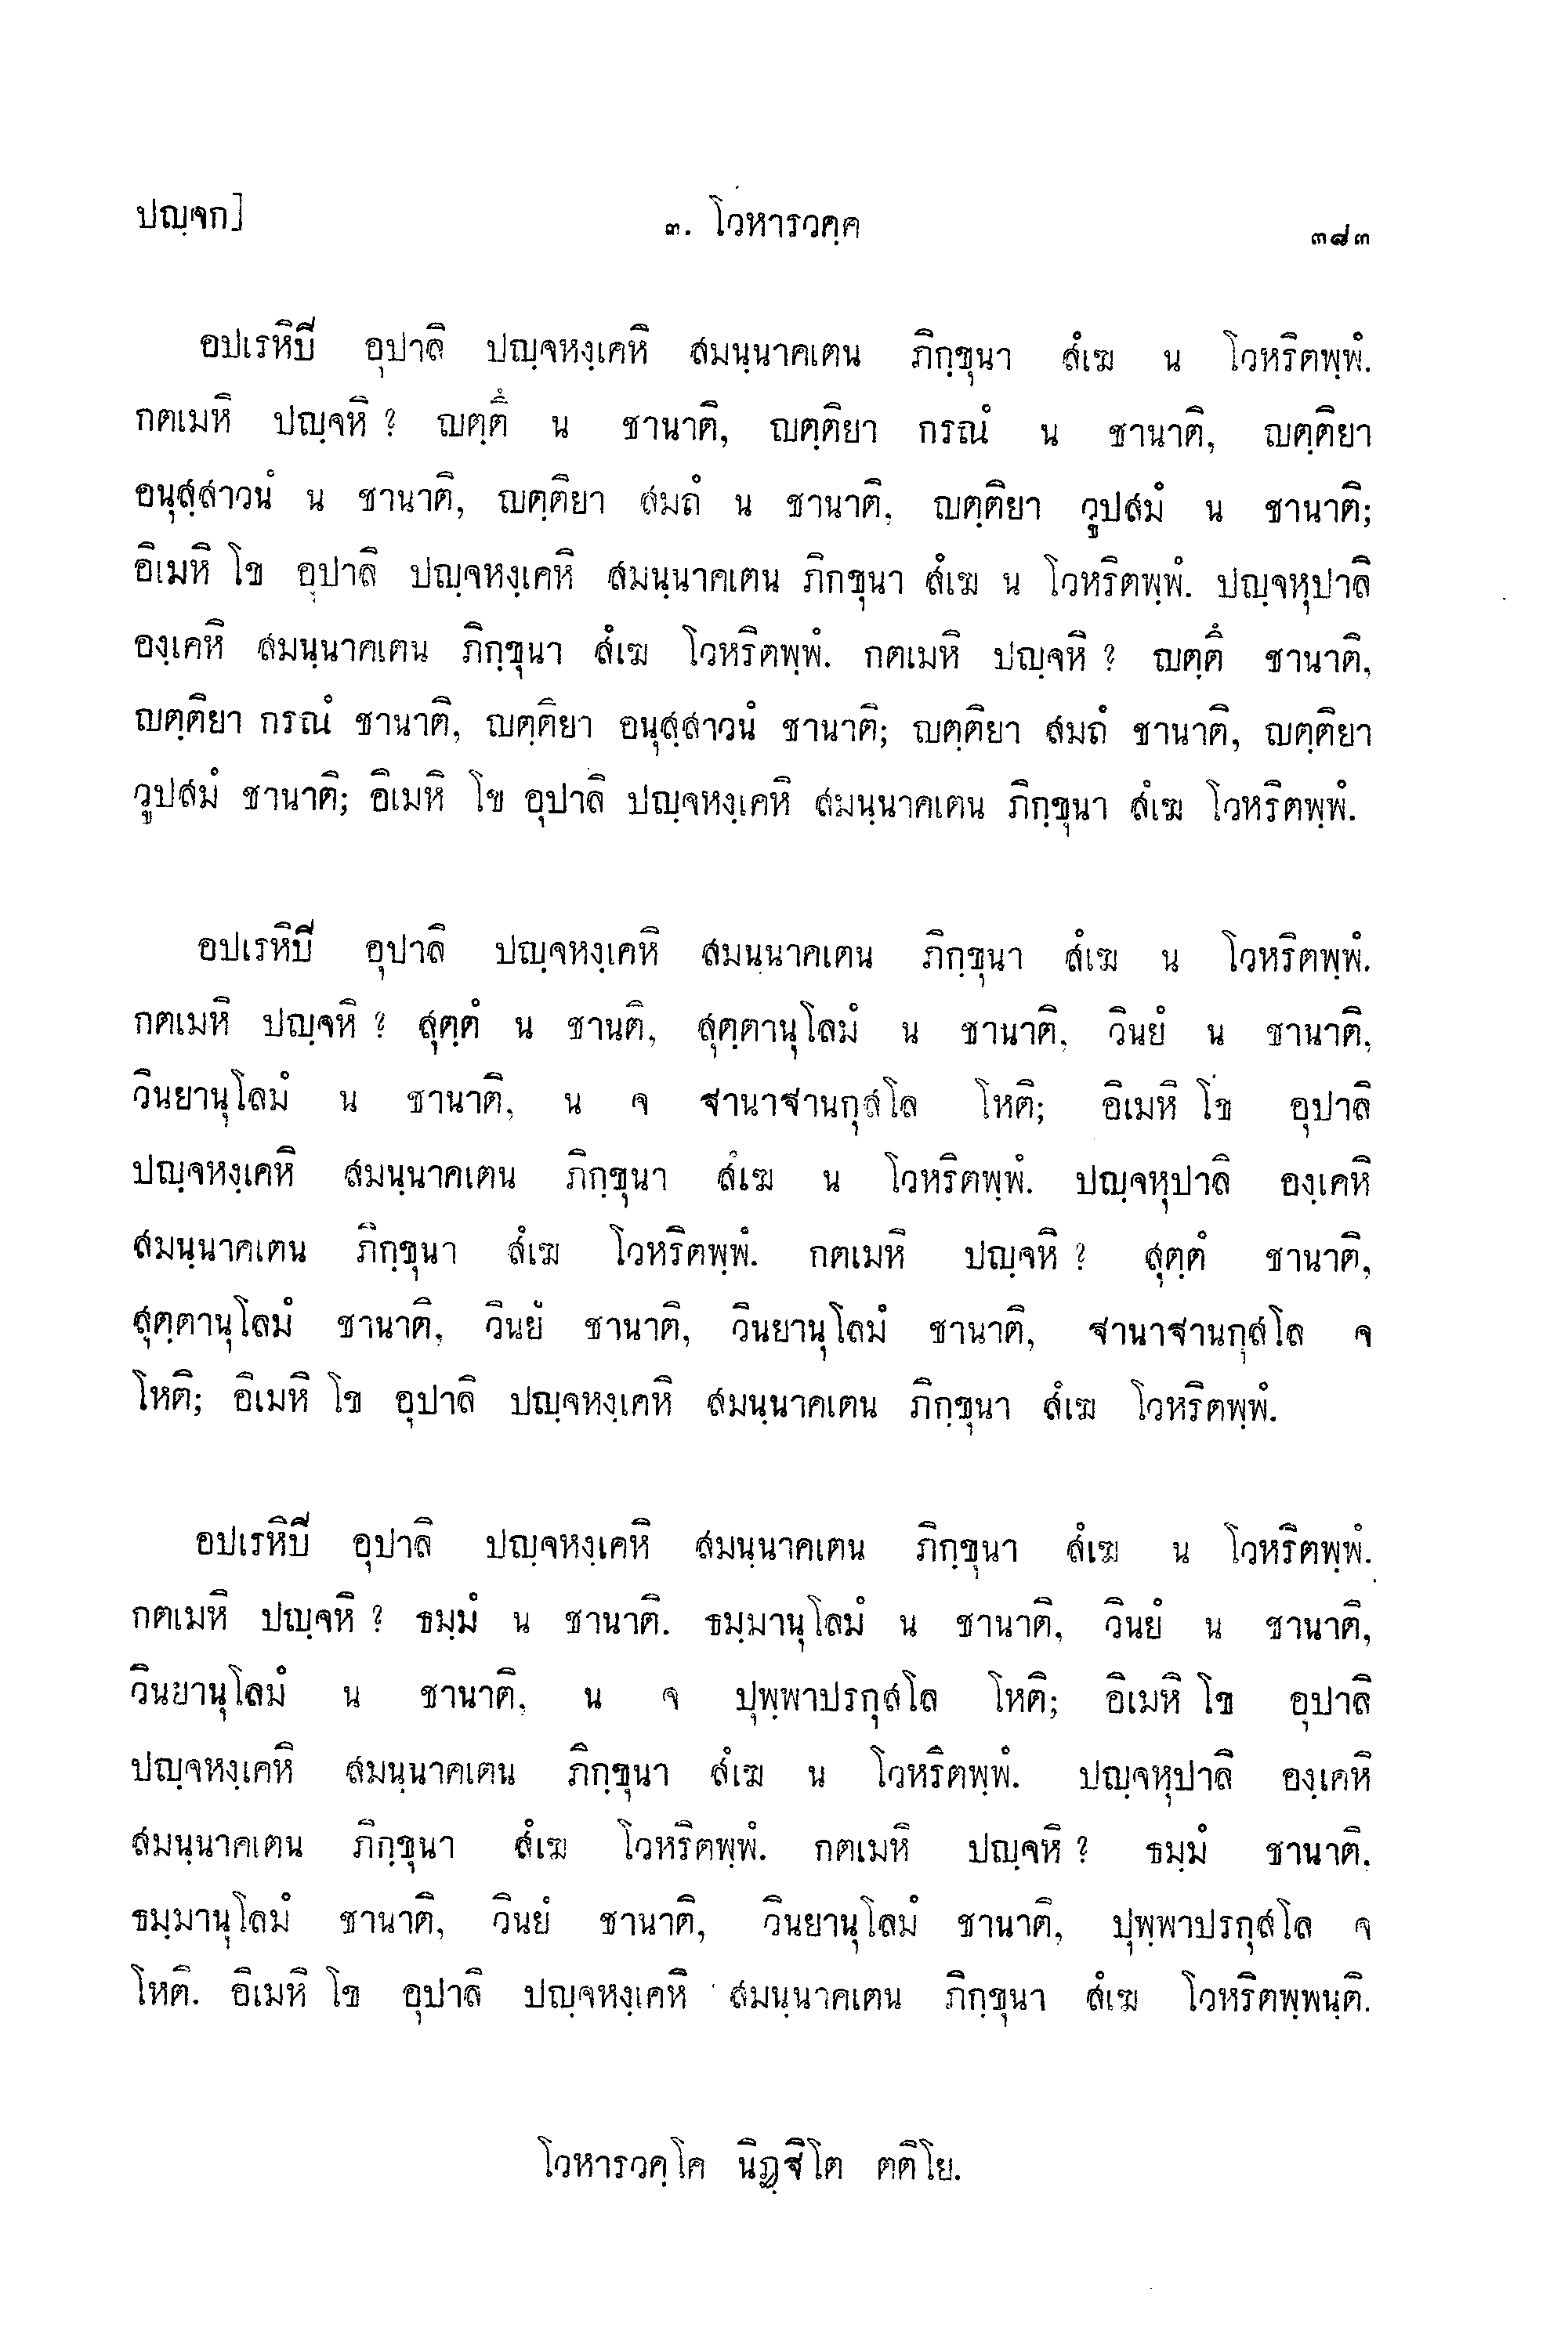 ปญฺจก]
๓. โวหารวคฺค
๓๘๓
อปเรหิปิ อุปาลิ ปญฺจหงฺเคหิ สมนฺนาคเตน ภิกฺขุนา สํเฆ น โวหริตพฺพํ.
กตเมหิ ปญฺจหิ ? ญตฺตึ น ชานาติ, ญตฺติยา กรณํ น ชานาติ, ญตฺติยา
อนุสฺสาวนํ น ชานาติ, ญตฺติยา สมถํ น ชานาติ, ญตฺติยา วูปสมํ น ชานาติ;
อิเมหิ โข อุปาลิ ปญฺจหงฺเคหิ สมนฺนาคเตน ภิกขุนา สํเฆ น โวหริตพฺพํ. ปญฺจหุปาลิ
องฺเคหิ สมนฺนาคเตน ภิกฺขุนา สํเฆ โวหริตพฺพํ. กตเมหิ ปญฺจหิ ? ญตฺตึ ชานาติ,
ญตฺติยา กรณํ ชานาติ, ญตฺติยา อนุสฺสาวนํ ชานาติ; ญตฺติยา สมถํ ชานาติ, ญตฺติยา
วูปสมํ ชานาติ; อิเมหิ โข อุปาลิ ปญฺจหงฺเคหิ สมนฺนาคเตน ภิกฺขุนา สํเฆ โวหริตพฺพํ.
อปเรหิปิ อุปาลิ ปญฺจหงฺเคหิ สมนฺนาคเตน ภิกฺขุนา สํเฆ น โวหริตพฺพํ.
กตเมหิ ปญฺจหิ ? สุตฺตํ น ชานติ, สุตฺตานุโลมํ น ชานาติ, วินยํ น ชานาติ,
วินยานุโลมํ น ชานาติ, น จ ฐานาฐานกุสโล โหติ; อิเมหิ โข อุปาลิ
ปญฺจหงฺเคหิ สมนฺนาคเตน ภิกฺขุนา สํเฆ น โวหริตพฺพํ. ปญฺจหุปาลิ องฺเคหิ
สมนฺนาคเตน ภิกฺขุนา สํเฆ โวหริตพฺพํ. กตเมหิ ปญฺจหิ ? สุตฺตํ ชานาติ,
สุตฺตานุโลมํ ชานาติ, วินยํ ชานาติ, วินยานุโลมํ ชานาติ, ฐานาฐานกุสโล จ
โหติ; อิเมหิ โข อุปาลิ ปญฺจหงฺเคหิ สมนฺนาคเตน ภิกฺขุนา สํเฆ โวหริตพฺพํ.
อปเรหิปิ อุปาลิ ปญฺจหงฺเคหิ สมนฺนาคเตน ภิกฺขุนา สํเฆ น โวหริตพฺพํ.
กตเมหิ ปญฺจหิ ? ธมฺมํ น ชานาติ. ธมฺมานุโลมํ น ชานาติ, วินยํ น ชานาติ,
วินยานุโลมํ น ชานาติ, น จ ปุพฺพาปรกุสโล โหติ; อิเมหิ โข อุปาลิ
ปญฺจหงฺเคหิ สมนฺนาคเตน ภิกฺขุนา สํเฆ น โวหริตพฺพํ. ปญฺจหุปาลิ องฺเคหิ
สมนฺนาคเตน ภิกฺขุนา สํเฆ โวหริตพฺพํ. กตเมหิ ปญฺจหิ ? ธมฺมํ ชานาติ.
ธมฺมานุโลมํ ชานาติ, วินยํ ชานาติ, วินยานุโลมํ ชานาติ, ปุพฺพาปรกุสโล จ
โหติ. อิเมหิ โข อุปาลิ ปญฺจหงฺเคหิ สมนฺนาคเตน ภิกฺขุนา สํเฆ โวหริตพฺพนฺติ.
โวหารวคฺโค นิฏฺฐิโต ตติโย.